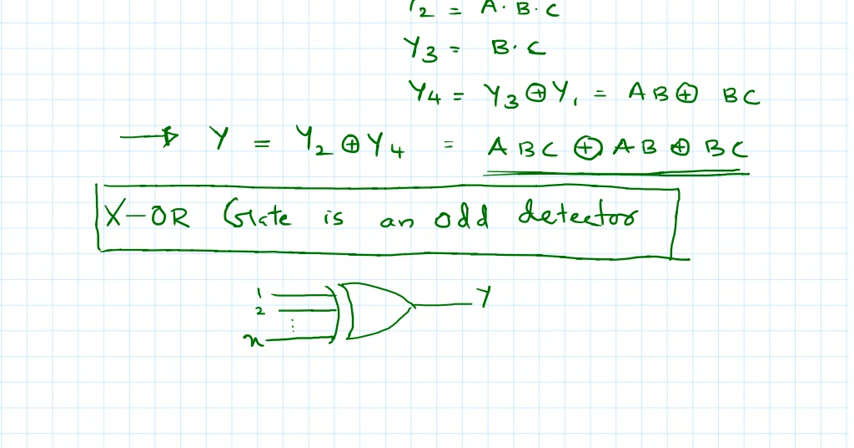 Y2 = A.B.C
Y3 = B.C
Y4 = Y3⊕Y1 = AB⊕ BC
→ Y = Y2⊕Y4 = ABC ⊕ AB ⊕ BC
X-OR Gate is an odd detector
1
2
⋮
n
Y